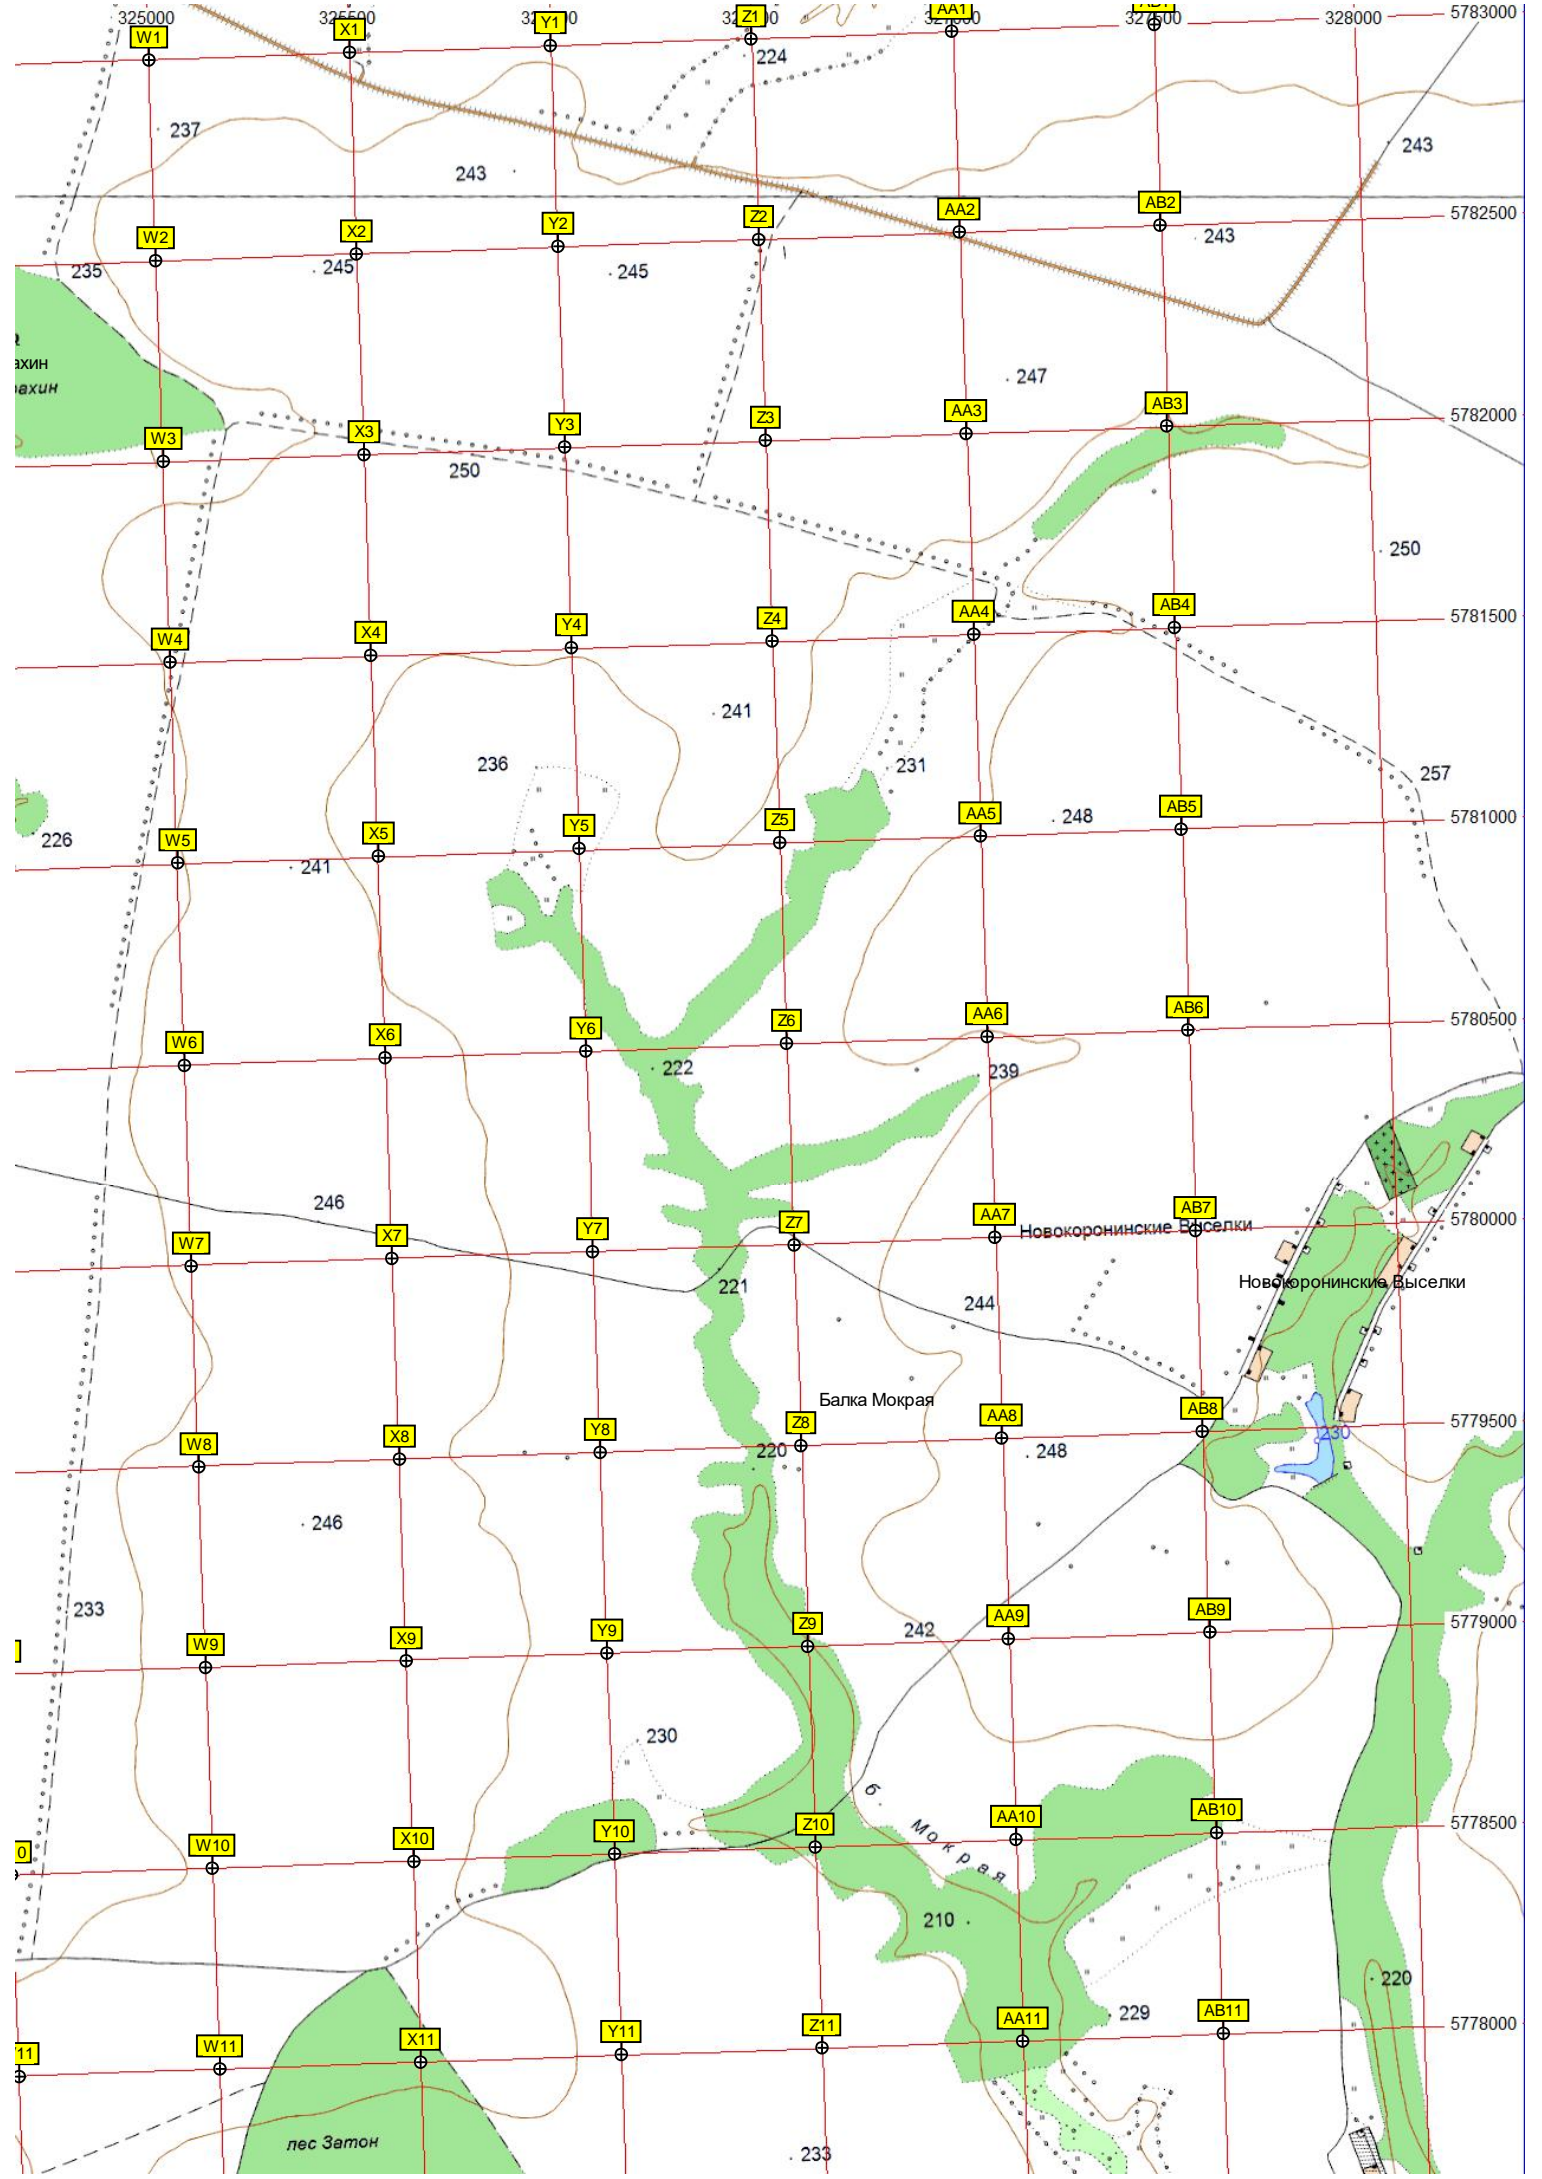 325000 328000 5783000
W1 X1 Y1 Z1 AA1
224
237
243 243
5782500
W2 X2 Y2 Z2 AA2 AB2
243
235 245 245
ахин
247
5782000
W3 X3 Y3 Z3 AA3 AB3
250
250
5781500
W4 X4 Y4 Z4 AA4 AB4
241
236 231 257
5781000
W5 X5 Y5 Z5 AA5 AB5
248
226 241
5780500
W6 X6 Y6 Z6 AA6 AB6
222 239
246
5780000
W7 X7 Y7 Z7 AA7 AB7
Новокоронинские Выселки
221 Новокоронинские Выселки
244
Балка Мокрая
5779500
W8 X8 Y8 Z8 AA8 AB8
230
220 248
246
233
5779000
W9 X9 Y9 Z9 AA9 AB9
242
230
5778500
0 W10 X10 Y10 Z10 AA10 AB10
б. Мокрая
210
220
229
5778000
11 W11 X11 Y11 Z11 AA11 AB11
лес Затон
233